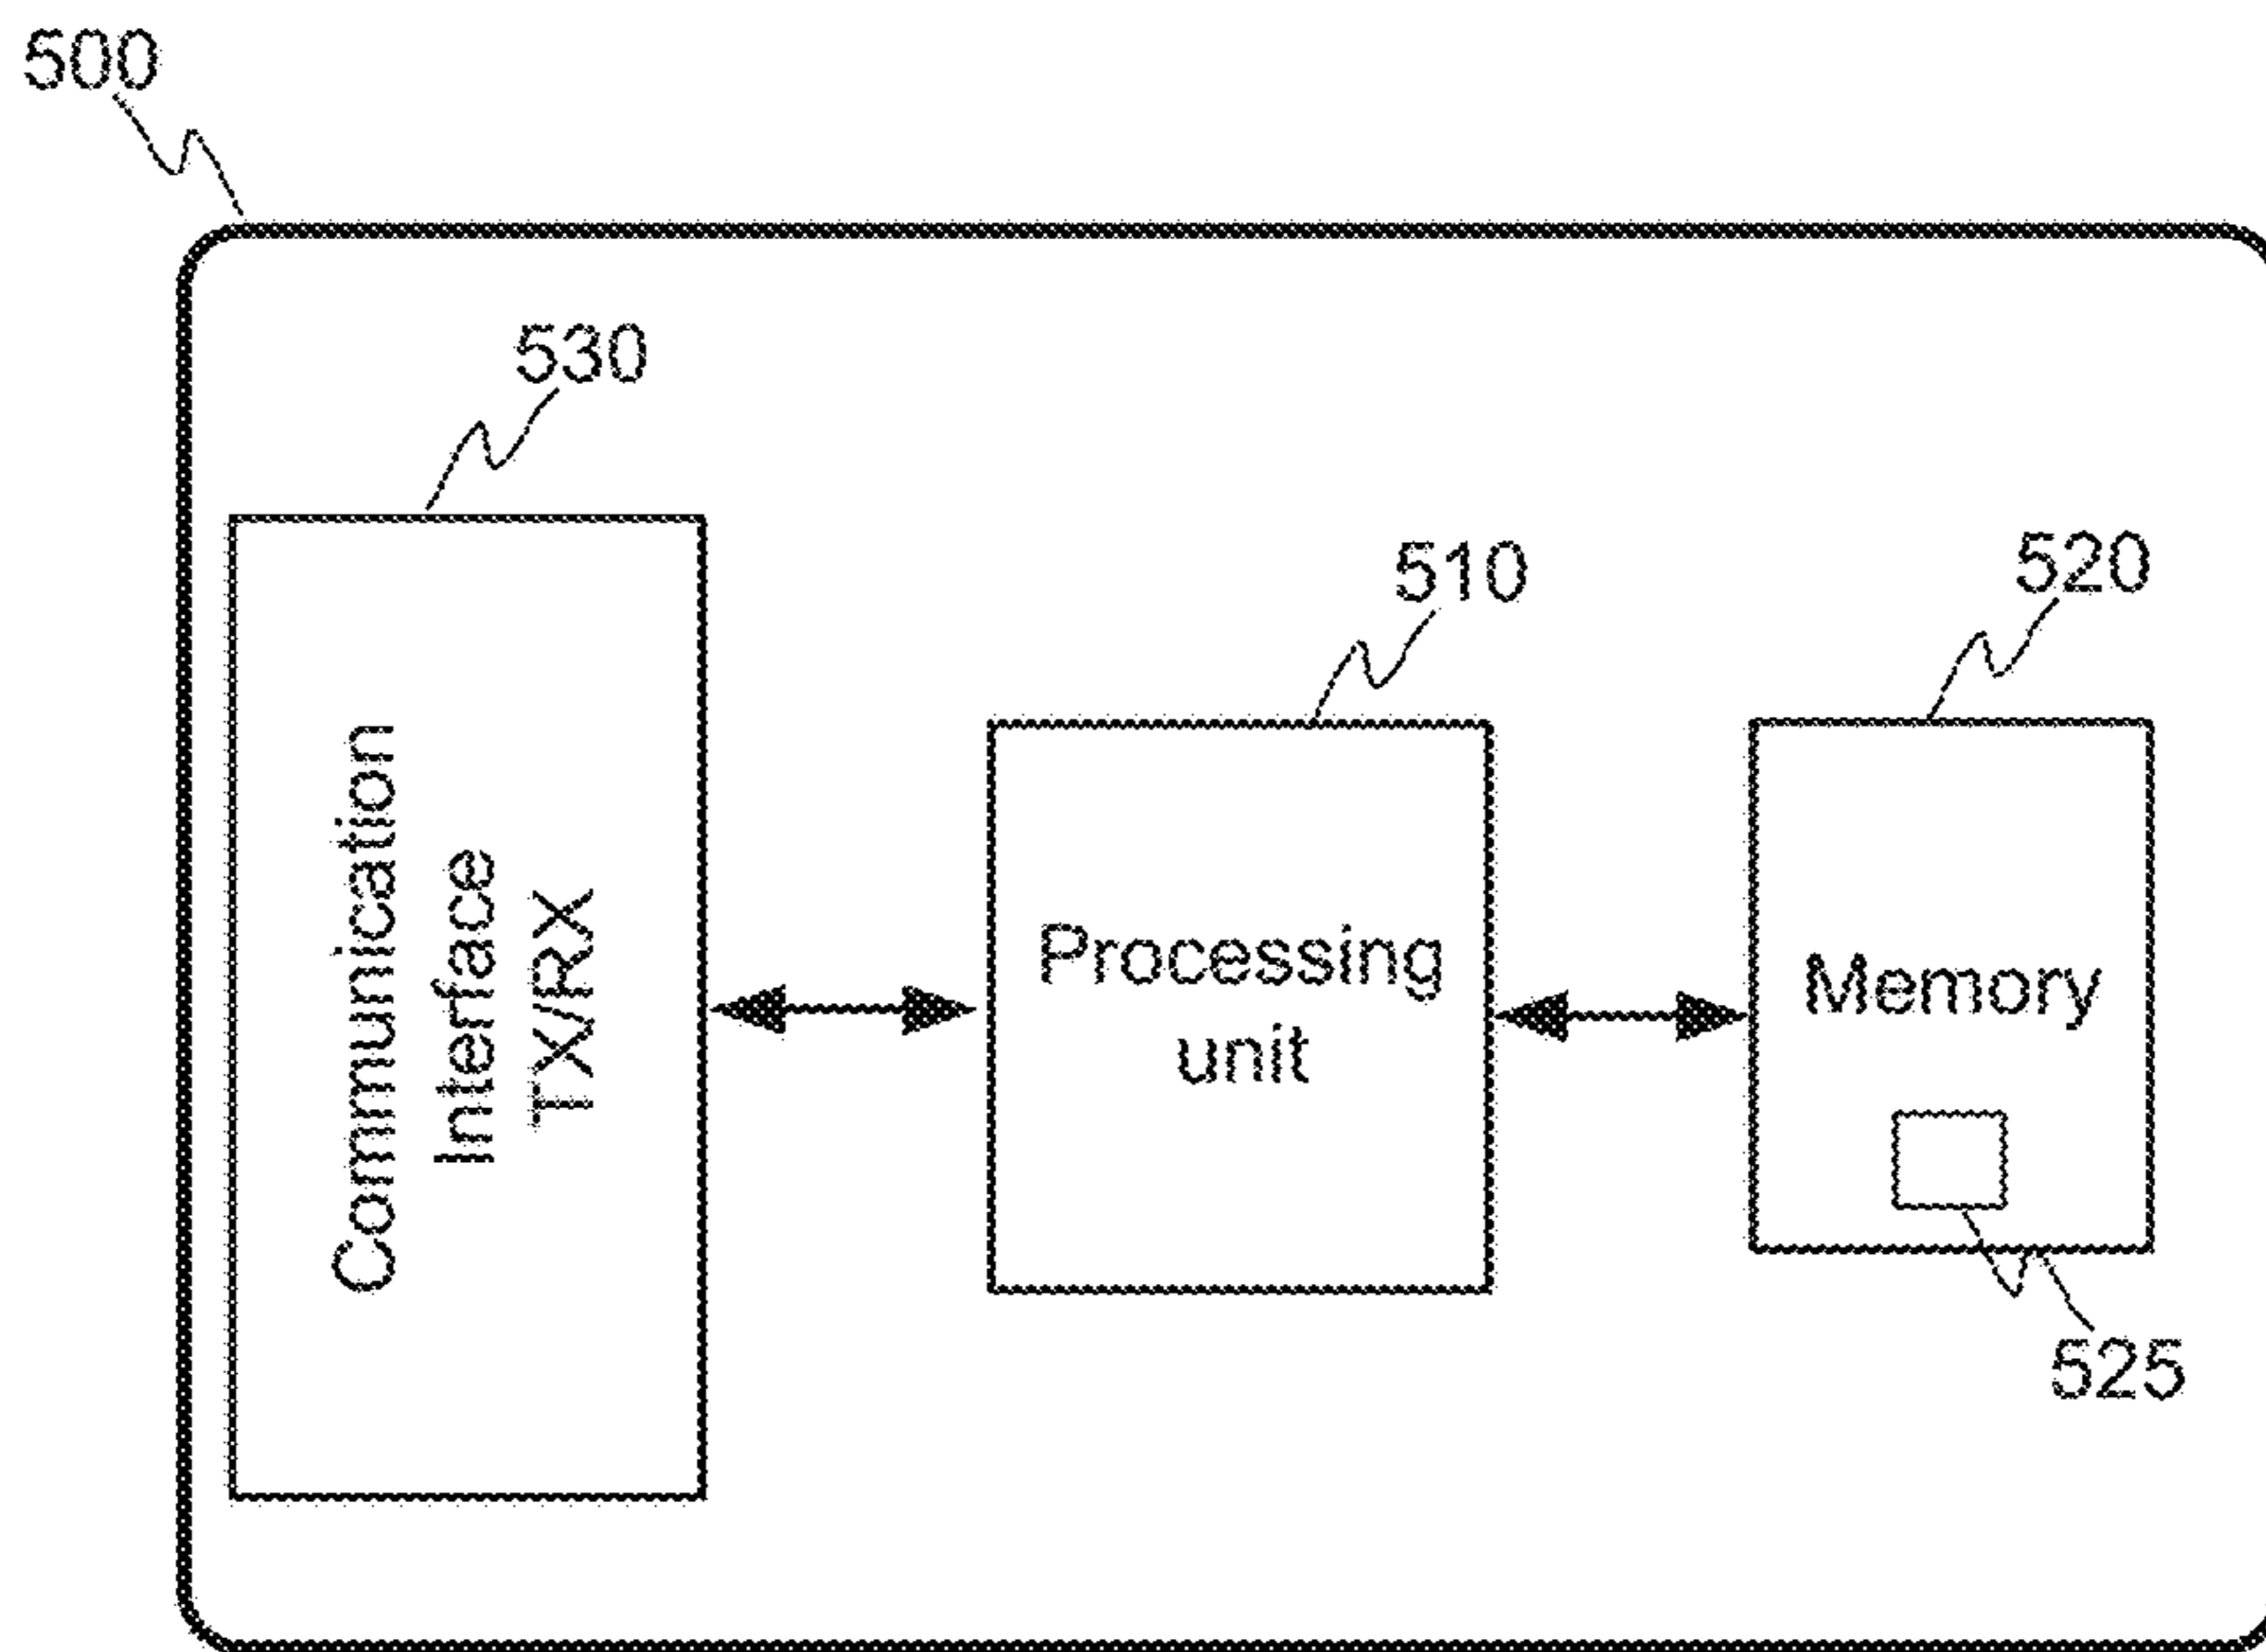 500
530
510
520
Communication
Interface
TX/RX
Processing
unit
Memory
525